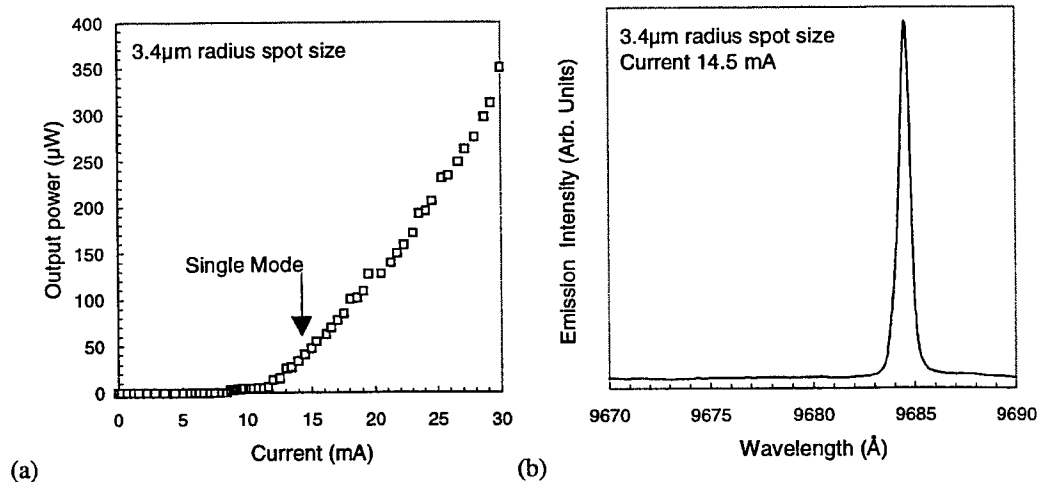 400
350
300
250
200
150
100
50
0
Output power (µW)
3.4µm radius spot size
Single Mode
0 5 10 15 20 25 30
Current (mA)
(a)
Emission Intensity (Arb. Units)
3.4µm radius spot size
Current 14.5 mA
9670 9675 9680 9685 9690
Wavelength (Å)
(b)